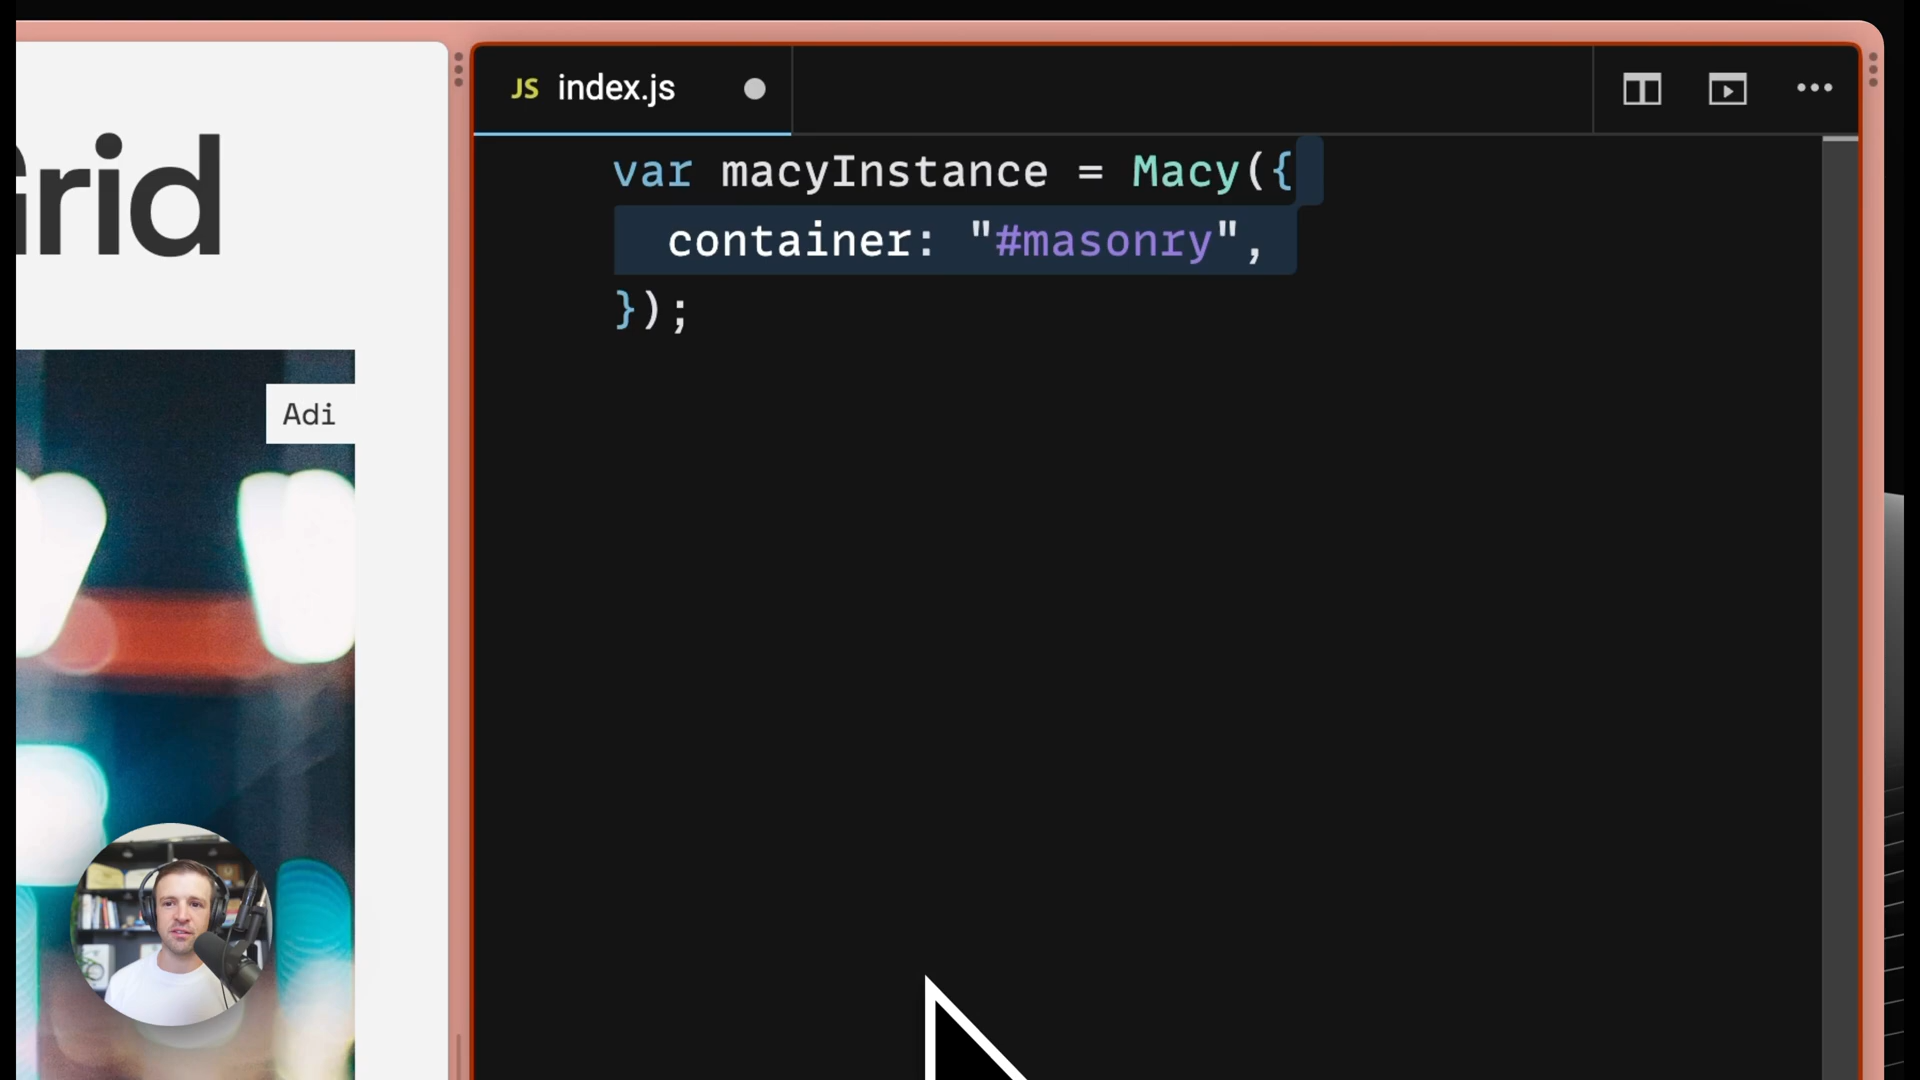 rid
Adi
JS index.js
var macyInstance = Macy({
  container: "#masonry",
});